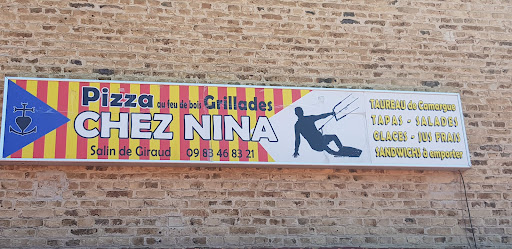 Pizza au feu de bois Grillades
CHEZ NINA
Salin de Giraud 09 83 46 83 21
TAUREAU de Camargue
TAPAS - SALADES
GLACES - JUS FRAIS
SANDWICHS à emporter